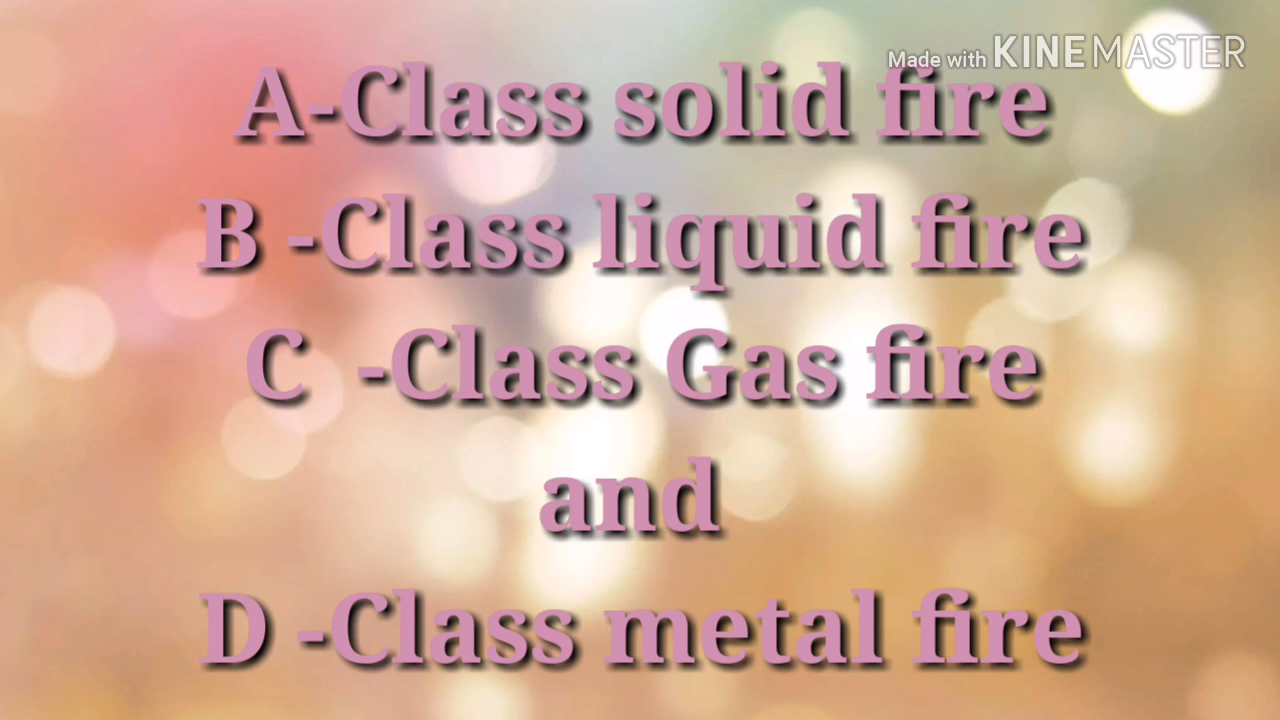 Made with KINEMASTER
A-Class solid fire
B -Class liquid fire
C  -Class Gas fire
and
D -Class metal fire